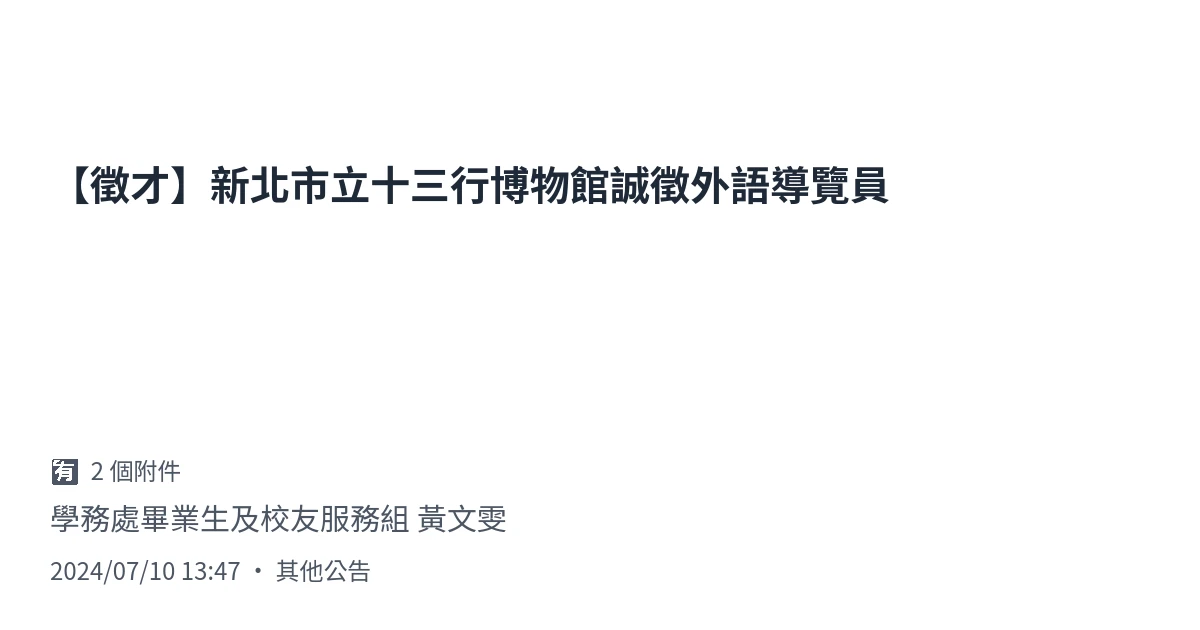 【徵才】新北市立十三行博物館誠徵外語導覽員
🈶 2 個附件
學務處畢業生及校友服務組 黃文雯
2024/07/10 13:47 ・ 其他公告